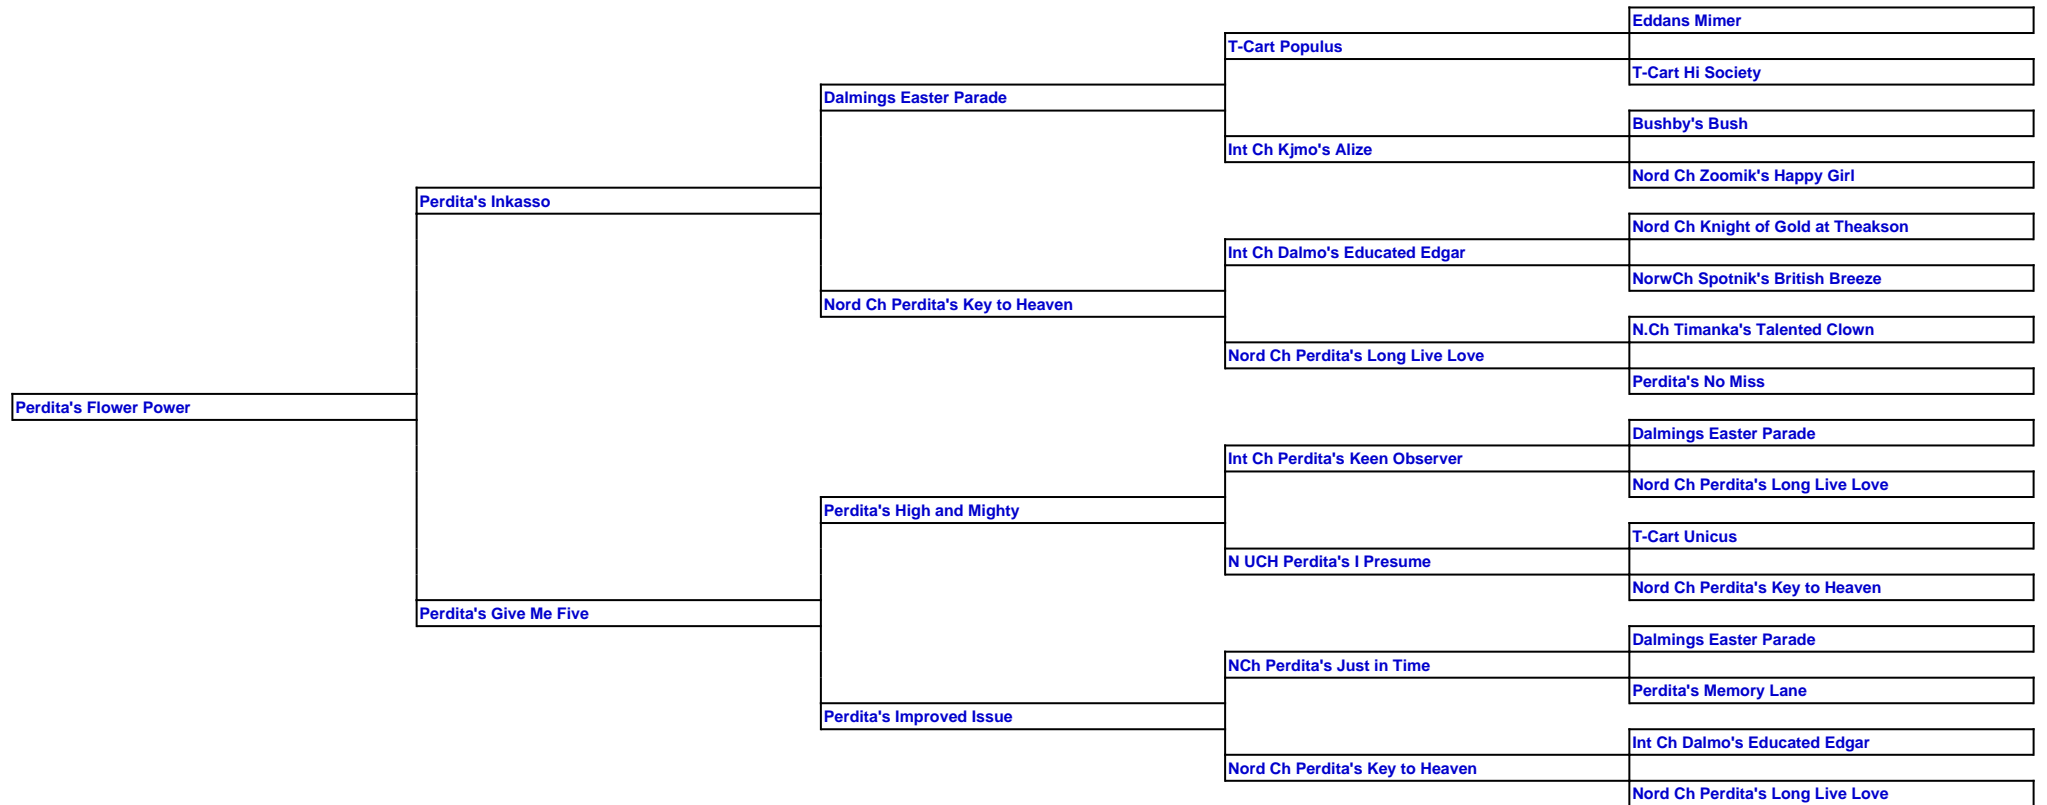 Eddans Mimer
T-Cart Populus
T-Cart Hi Society
Dalmings Easter Parade
Bushby's Bush
Int Ch Kjmo's Alize
Nord Ch Zoomik's Happy Girl
Perdita's Inkasso
Nord Ch Knight of Gold at Theakson
Int Ch Dalmo's Educated Edgar
NorwCh Spotnik's British Breeze
Nord Ch Perdita's Key to Heaven
N.Ch Timanka's Talented Clown
Nord Ch Perdita's Long Live Love
Perdita's No Miss
Perdita's Flower Power
Dalmings Easter Parade
Int Ch Perdita's Keen Observer
Nord Ch Perdita's Long Live Love
Perdita's High and Mighty
T-Cart Unicus
N UCH Perdita's I Presume
Nord Ch Perdita's Key to Heaven
Perdita's Give Me Five
Dalmings Easter Parade
NCh Perdita's Just in Time
Perdita's Memory Lane
Perdita's Improved Issue
Int Ch Dalmo's Educated Edgar
Nord Ch Perdita's Key to Heaven
Nord Ch Perdita's Long Live Love